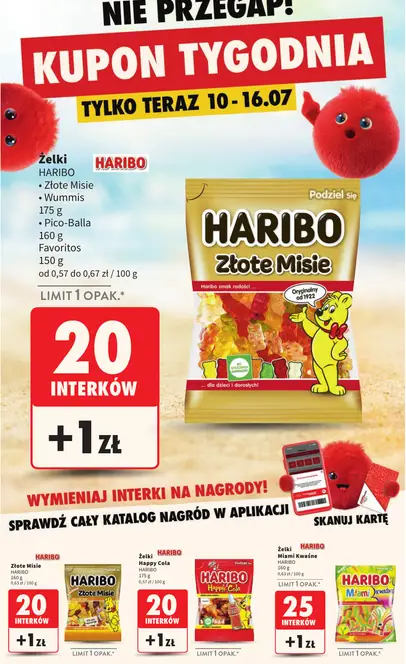 NIE PRZEGAP!
KUPON TYGODNIA
TYLKO TERAZ 10 - 16.07
Żelki
HARIBO
HARIBO
• Złote Misie
• Wummis
175 g
• Pico-Balla
160 g
Favoritos
150 g
od 0,57 do 0,67 zł / 100 g
LIMIT 1 OPAK.*
20
INTERKÓW
+1 ZŁ
Podziel się
HARIBO
Złote Misie
Haribo smak radości ...
Oryginalny
od 1922
... dla dzieci i dorosłych!
WYMIENIAJ INTERKI NA NAGRODY!
SPRAWDŹ CAŁY KATALOG NAGRÓD W APLIKACJI
SKANUJ KARTĘ
HARIBO
Złote Misie
HARIBO
160 g
0,63 zł / 100 g
20
INTERKÓW
+1 ZŁ
HARIBO
Złote Misie
LIMIT 1 OPAK.*
Żelki
HARIBO
Happy Cola
HARIBO
175 g
0,57 zł / 100 g
20
INTERKÓW
+1 ZŁ
HARIBO
Happy Cola
LIMIT 1 OPAK.*
Żelki
HARIBO
Miami Kwaśne
HARIBO
160 g
0,63 zł / 100 g
25
INTERKÓW
+1 ZŁ
HARIBO
Miami
kwaśne
LIMIT 1 OPAK.*